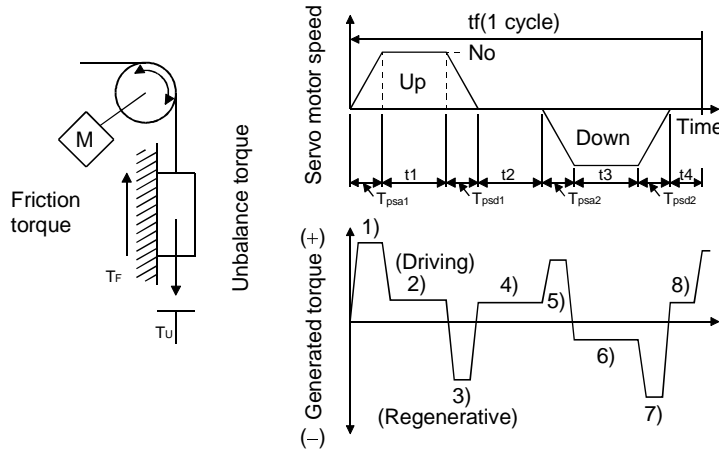 M
Friction
torque
TF
Unbalance torque
TU
Servo motor speed
tf(1 cycle)
No
Up
Down
Time
t1
t2
t3
t4
Tpsa1
Tpsd1
Tpsa2
Tpsd2
Generated torque
(+)
(–)
1)
(Driving)
2)
3)
(Regenerative)
4)
5)
6)
7)
8)